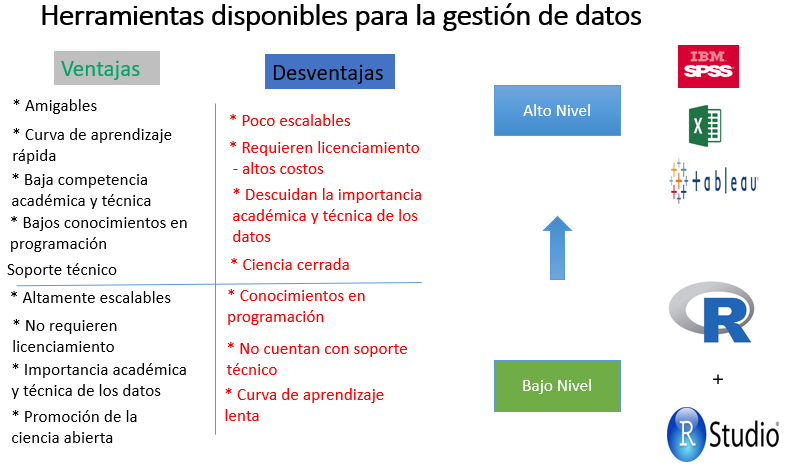 Herramientas disponibles para la gestión de datos
Ventajas
* Amigables
* Curva de aprendizaje
rápida
* Baja competencia
académica y técnica
* Bajos conocimientos en
programación
Soporte técnico
* Altamente escalables
* No requieren
licenciamiento
* Importancia académica
y técnica de los datos
* Promoción de la
ciencia abierta
Desventajas
* Poco escalables
* Requieren licenciamiento
- altos costos
* Descuidan la importancia
académica y técnica de los
datos
* Ciencia cerrada
* Conocimientos en
programación
* No cuentan con soporte
técnico
* Curva de aprendizaje
lenta
Alto Nivel
Bajo Nivel
IBM
SPSS
X
tableau
R
+
R Studio